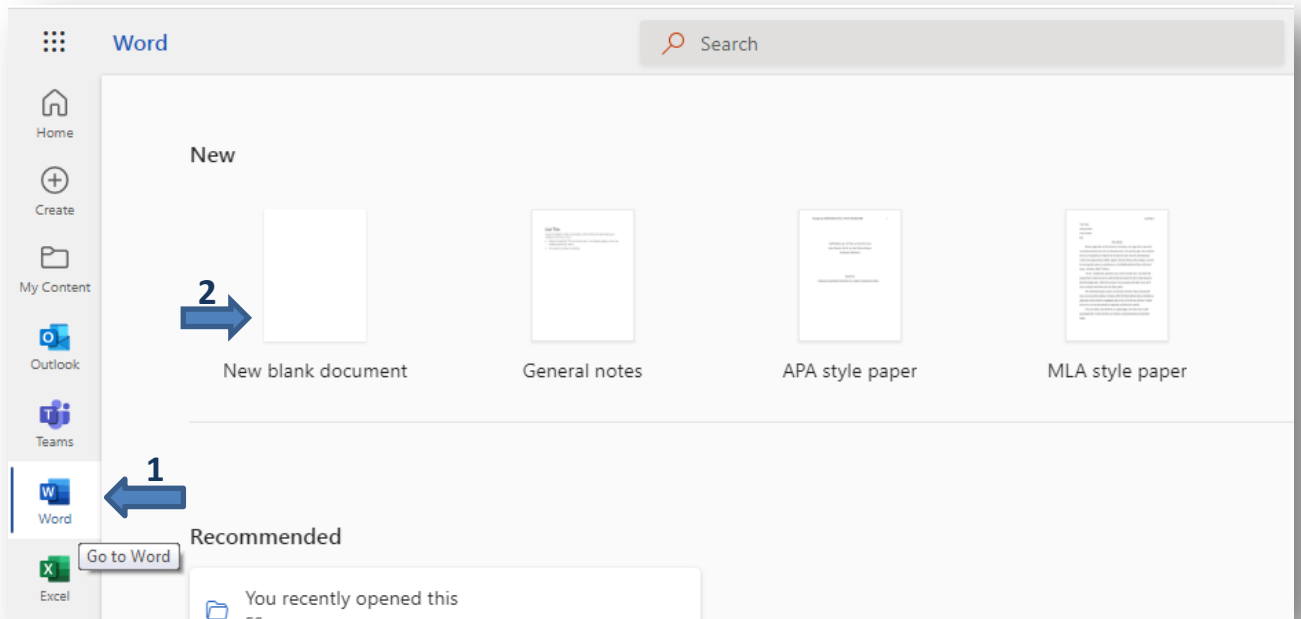 Word
Search
Home
Create
My Content
Outlook
Teams
Word
Go to Word
Excel
New
2
New blank document
General notes
APA style paper
MLA style paper
1
Recommended
You recently opened this